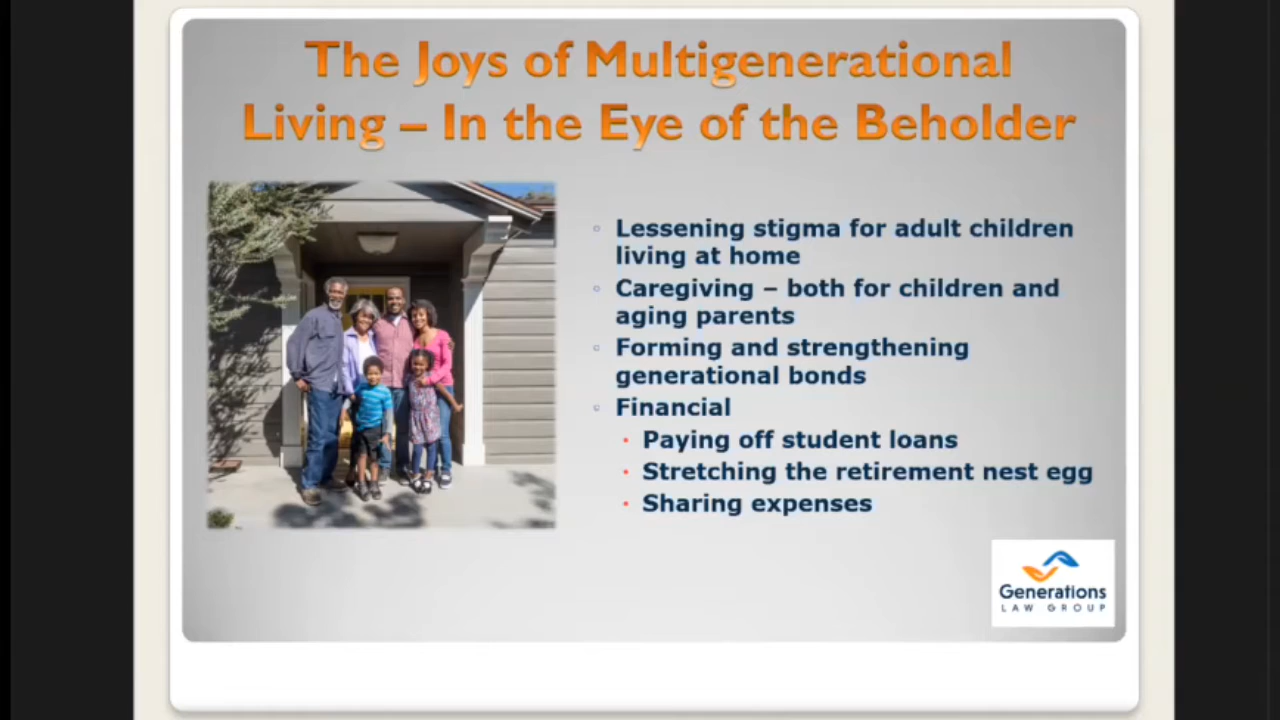 The Joys of Multigenerational
Living – In the Eye of the Beholder
Lessening stigma for adult children
living at home
Caregiving – both for children and
aging parents
Forming and strengthening
generational bonds
Financial
Paying off student loans
Stretching the retirement nest egg
Sharing expenses
Generations
LAW GROUP